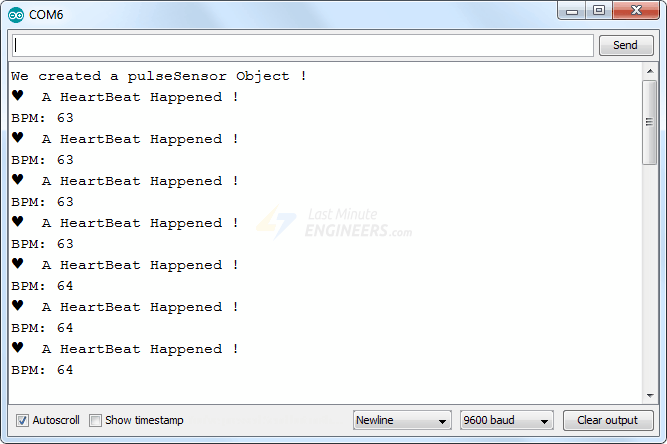 COM6
Send
We created a pulseSensor Object !
♥  A HeartBeat Happened !
BPM: 63
♥  A HeartBeat Happened !
BPM: 63
♥  A HeartBeat Happened !
BPM: 63
♥  A HeartBeat Happened !
BPM: 63
♥  A HeartBeat Happened !
BPM: 64
♥  A HeartBeat Happened !
BPM: 64
♥  A HeartBeat Happened !
BPM: 64
Last Minute
ENGINEERS.com
Autoscroll Show timestamp Newline 9600 baud Clear output